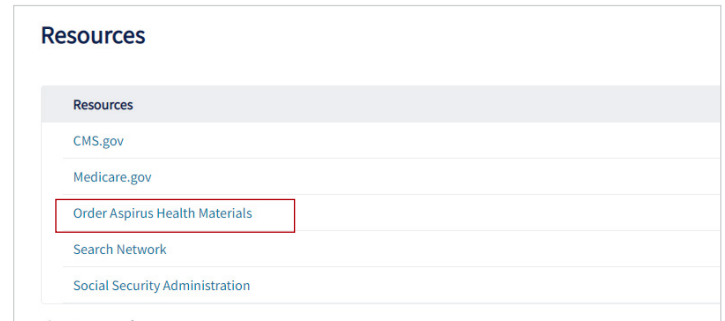 Resources
Resources
CMS.gov
Medicare.gov
Order Aspirus Health Materials
Search Network
Social Security Administration